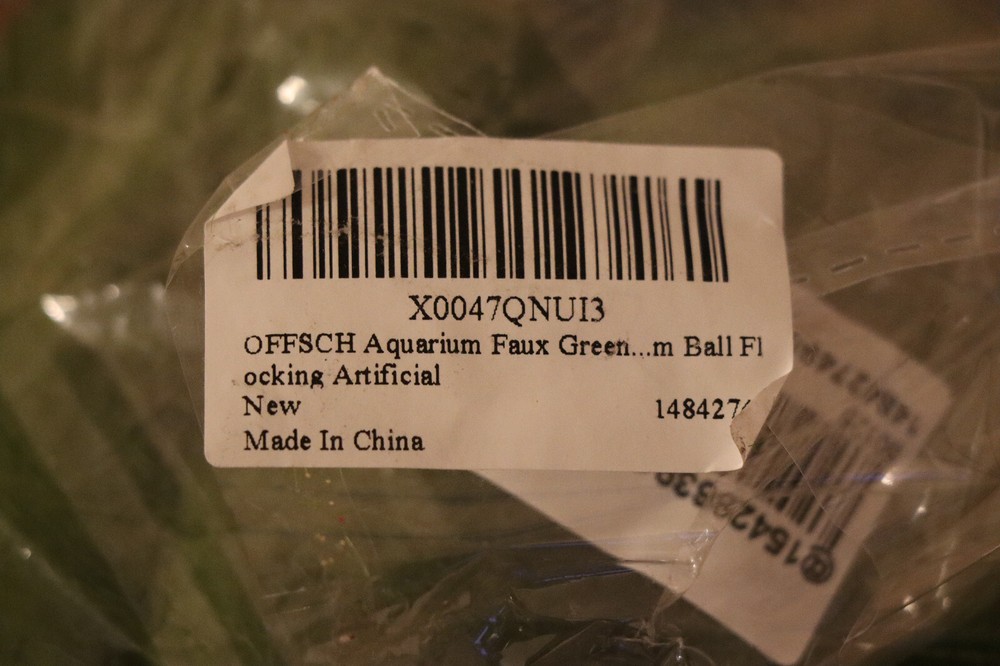 X0047QNUI3
OFFSCH Aquarium Faux Green...m Ball Fl
ocking Artificial
New 148427
Made In China